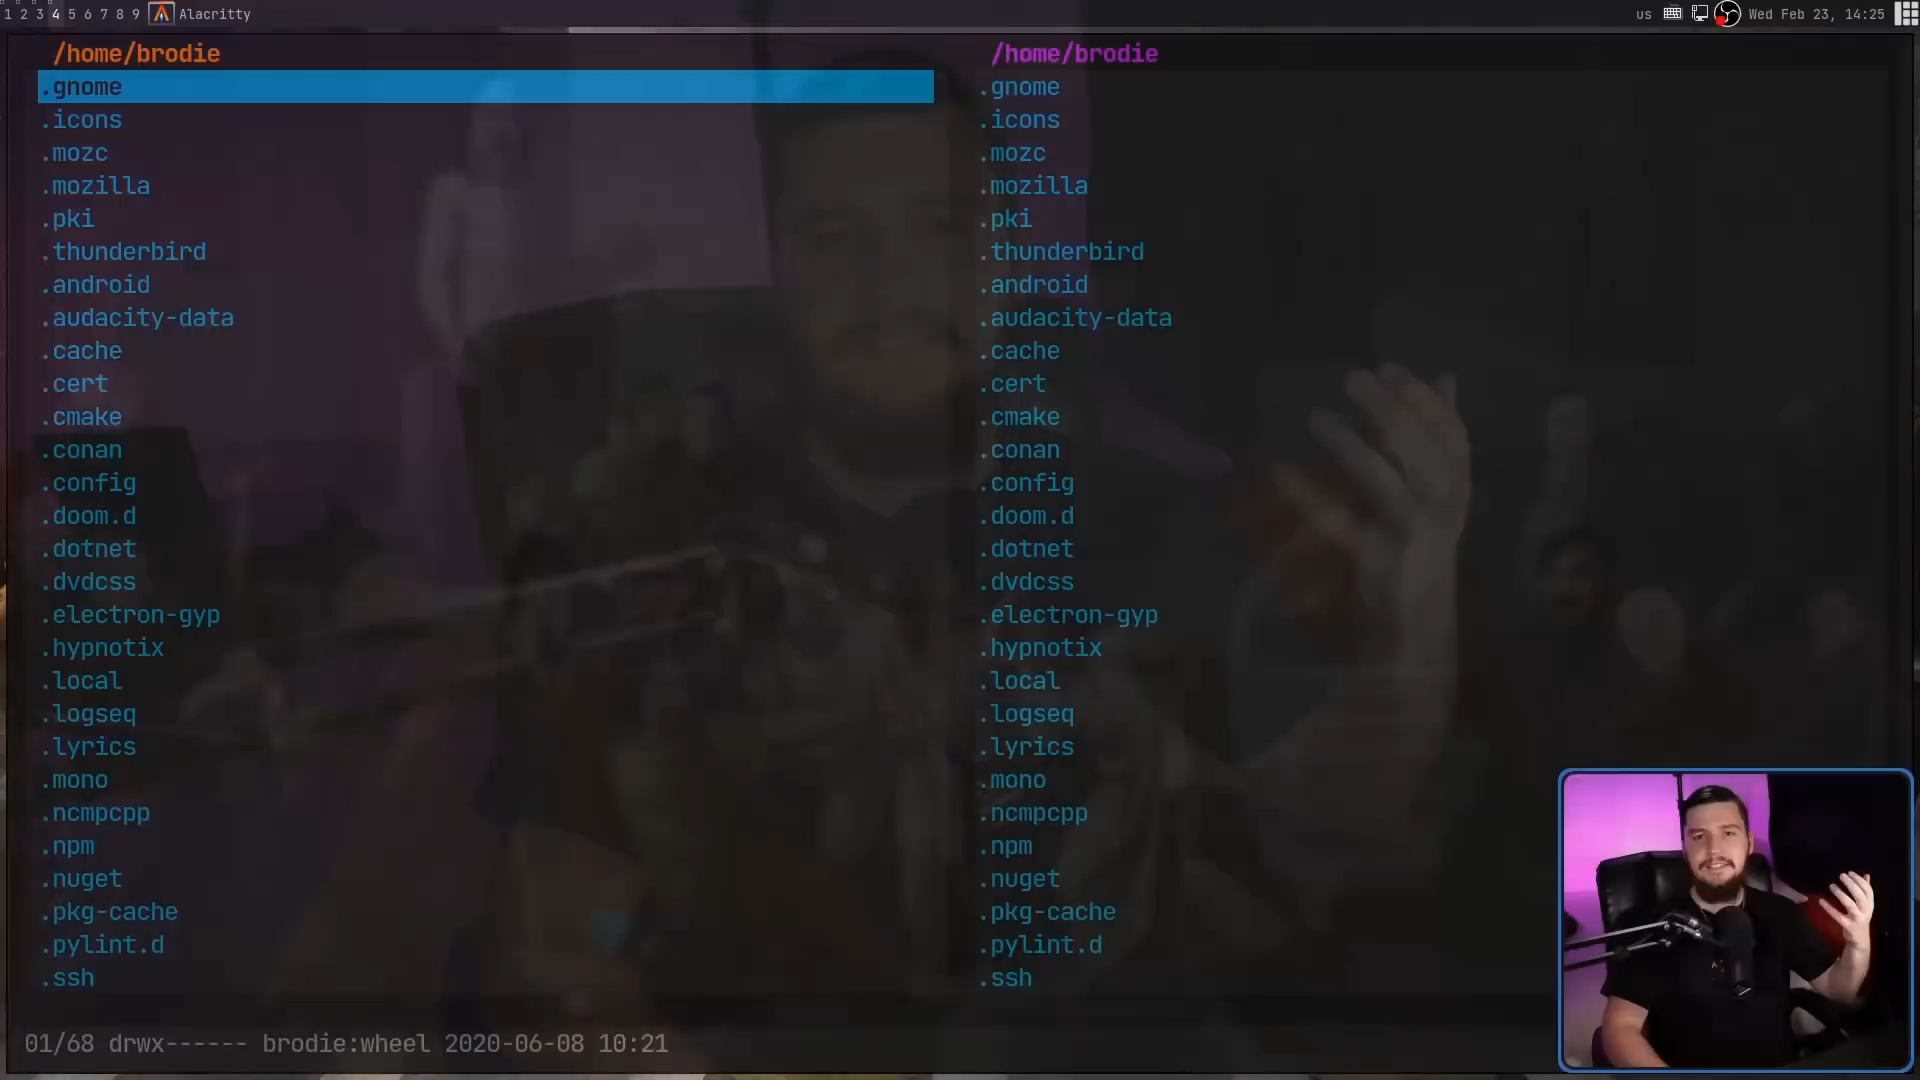 1 2 3 4 5 6 7 8 9 Alacritty
us Wed Feb 23, 14:25
/home/brodie
.gnome
.icons
.mozc
.mozilla
.pki
.thunderbird
.android
.audacity-data
.cache
.cert
.cmake
.conan
.config
.doom.d
.dotnet
.dvdcss
.electron-gyp
.hypnotix
.local
.logseq
.lyrics
.mono
.ncmpcpp
.npm
.nuget
.pkg-cache
.pylint.d
.ssh
/home/brodie
.gnome
.icons
.mozc
.mozilla
.pki
.thunderbird
.android
.audacity-data
.cache
.cert
.cmake
.conan
.config
.doom.d
.dotnet
.dvdcss
.electron-gyp
.hypnotix
.local
.logseq
.lyrics
.mono
.ncmpcpp
.npm
.nuget
.pkg-cache
.pylint.d
.ssh
01/68 drwx------ brodie:wheel 2020-06-08 10:21